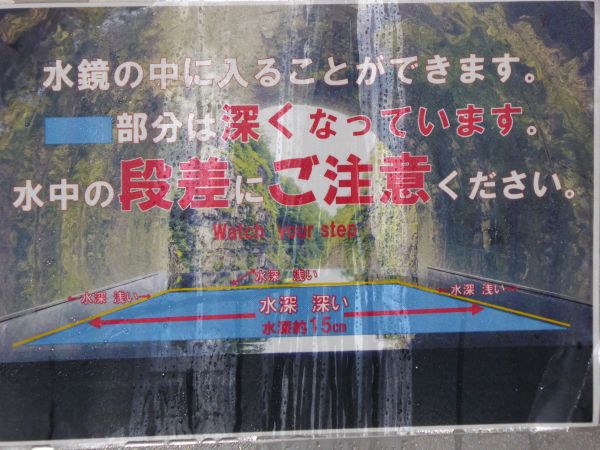 水鏡の中に入ることができます。
部分は深くなっています。
水中の段差にご注意ください。
Watch your step
水深 浅い
水深 浅い
水深 浅い
水深 深い
水深約15cm